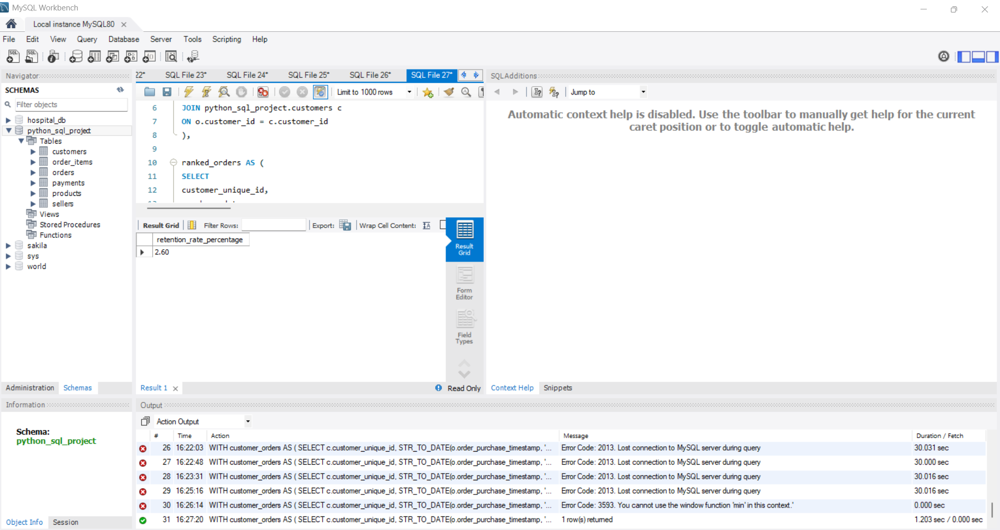 MySQL Workbench
Local instance MySQL80
File Edit View Query Database Server Tools Scripting Help
Navigator
SCHEMAS
Filter objects
hospital_db
python_sql_project
Tables
customers
order_items
orders
payments
products
sellers
Views
Stored Procedures
Functions
sakila
sys
world
Administration Schemas
Information
Schema:
python_sql_project
Object Info Session
22* SQL File 23* SQL File 24* SQL File 25* SQL File 26* SQL File 27*
Limit to 1000 rows
6 JOIN python_sql_project.customers c
7 ON o.customer_id = c.customer_id
8 ),
9
10 ranked_orders AS (
11 SELECT
12 customer_unique_id,
Result Grid Filter Rows: Export: Wrap Cell Content:
retention_rate_percentage
2.60
Result Grid
Form Editor
Field Types
Result 1 Read Only
SQLAdditions
Jump to
Automatic context help is disabled. Use the toolbar to manually get help for the current
caret position or to toggle automatic help.
Context Help Snippets
Output
Action Output
# Time Action Message Duration / Fetch
26 16:22:03 WITH customer_orders AS ( SELECT c.customer_unique_id, STR_TO_DATE(o.order_purchase_timestamp, '... Error Code: 2013. Lost connection to MySQL server during query 30.031 sec
27 16:22:48 WITH customer_orders AS ( SELECT c.customer_unique_id, STR_TO_DATE(o.order_purchase_timestamp, '... Error Code: 2013. Lost connection to MySQL server during query 30.000 sec
28 16:23:31 WITH customer_orders AS ( SELECT c.customer_unique_id, STR_TO_DATE(o.order_purchase_timestamp, '... Error Code: 2013. Lost connection to MySQL server during query 30.016 sec
29 16:25:16 WITH customer_orders AS ( SELECT c.customer_unique_id, STR_TO_DATE(o.order_purchase_timestamp, '... Error Code: 2013. Lost connection to MySQL server during query 30.016 sec
30 16:26:14 WITH customer_orders AS ( SELECT c.customer_unique_id, STR_TO_DATE(o.order_purchase_timestamp, '... Error Code: 3593. You cannot use the window function 'min' in this context.' 0.000 sec
31 16:27:20 WITH customer_orders AS ( SELECT c.customer_unique_id, STR_TO_DATE(o.order_purchase_timestamp, '... 1 row(s) returned 1.203 sec / 0.000 sec